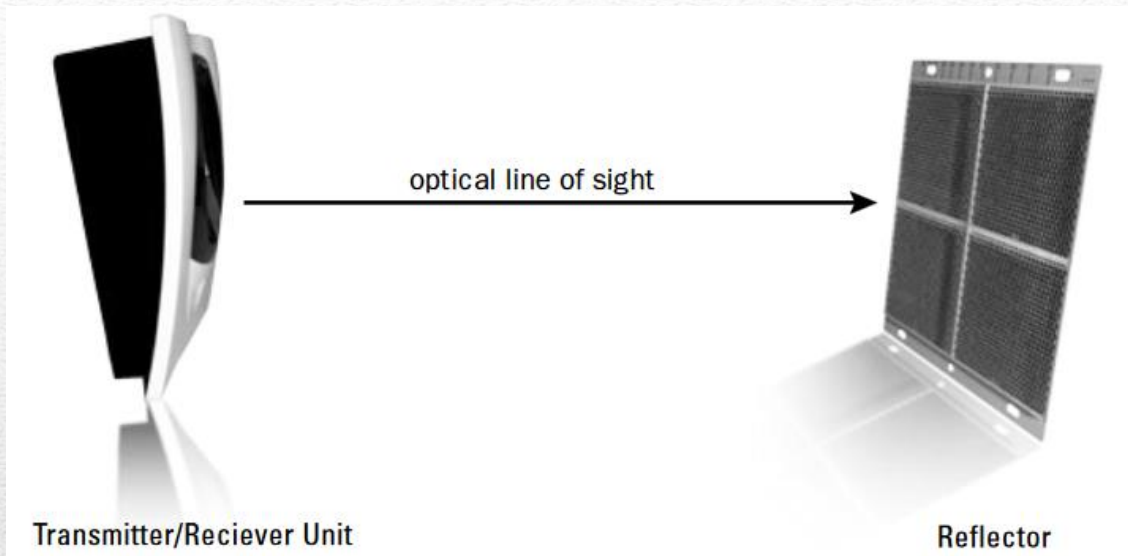 optical line of sight
Transmitter/Reciever Unit
Reflector